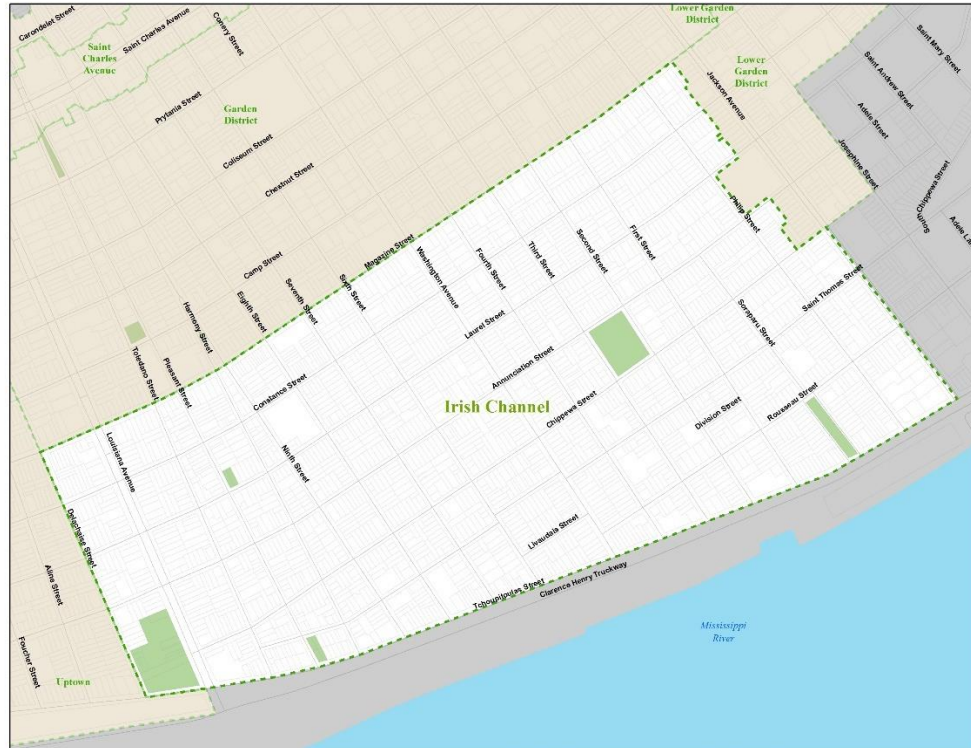 Carondelet Street
Saint Charles Avenue
Conery Street
Lower Garden
District
Saint
Charles
Avenue
Lower
Garden
District
Jackson Avenue
Saint Mary Street
Saint Andrew Street
Adele Street
Josephine Street
Chippewa Street
South
Prytania Street
Garden
District
Coliseum Street
Chestnut Street
Philip Street
Magazine Street
Camp Street
Washington Avenue
Fourth Street
Third Street
Second Street
First Street
Harmony Street
Eighth Street
Seventh Street
Sixth Street
Laurel Street
Saint Thomas Street
Soraparu Street
Toledano Street
Pleasant Street
Constance Street
Annunciation Street
Irish Channel
Chippewa Street
Division Street
Rousseau Street
Louisiana Avenue
Ninth Street
Delachaise Street
Livaudais Street
Aline Street
Tchoupitoulas Street
Clarence Henry Truckway
Foucher Street
Mississippi
River
Uptown